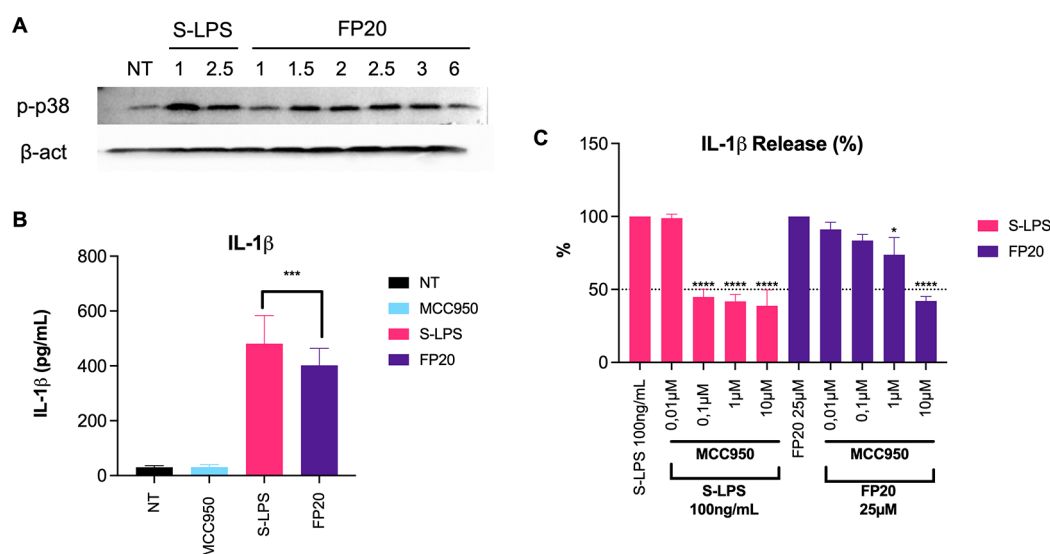 A
S-LPS FP20
NT 1 2.5 1 1.5 2 2.5 3 6
p-p38
β-act
B
IL-1β
800
600
400
200
0
IL-1β (pg/mL)
***
NT
MCC950
S-LPS
FP20
NT
MCC950
S-LPS
FP20
C
IL-1β Release (%)
150
100
50
0
%
**** **** **** * ****
S-LPS
FP20
S-LPS 100ng/mL
0,01µM
0,1µM
1µM
10µM
FP20 25µM
0,01µM
0,1µM
1µM
10µM
MCC950 MCC950
S-LPS FP20
100ng/mL 25µM